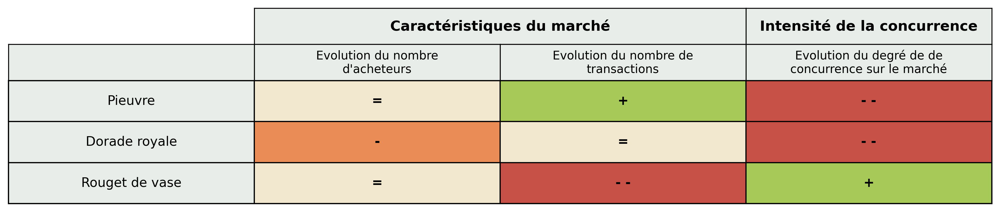 Caractéristiques du marché
Intensité de la concurrence
Evolution du nombre
d'acheteurs
Evolution du nombre de
transactions
Evolution du degré de de
concurrence sur le marché
Pieuvre
=
+
- -
Dorade royale
-
=
- -
Rouget de vase
=
- -
+